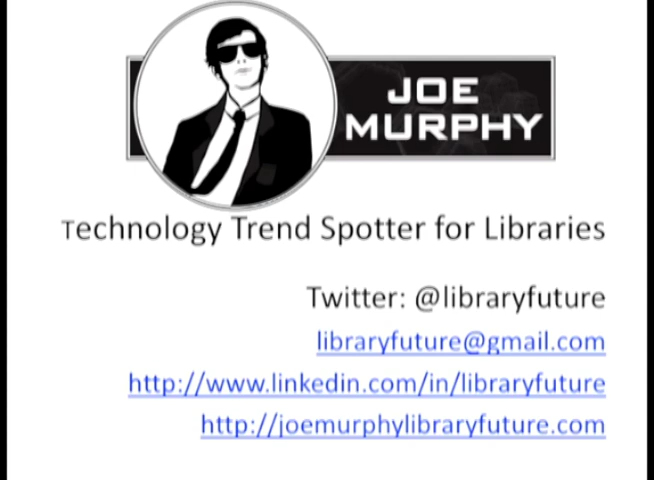 JOE
MURPHY
Technology Trend Spotter for Libraries
Twitter: @libraryfuture
libraryfuture@gmail.com
http://www.linkedin.com/in/libraryfuture
http://joemurphylibraryfuture.com